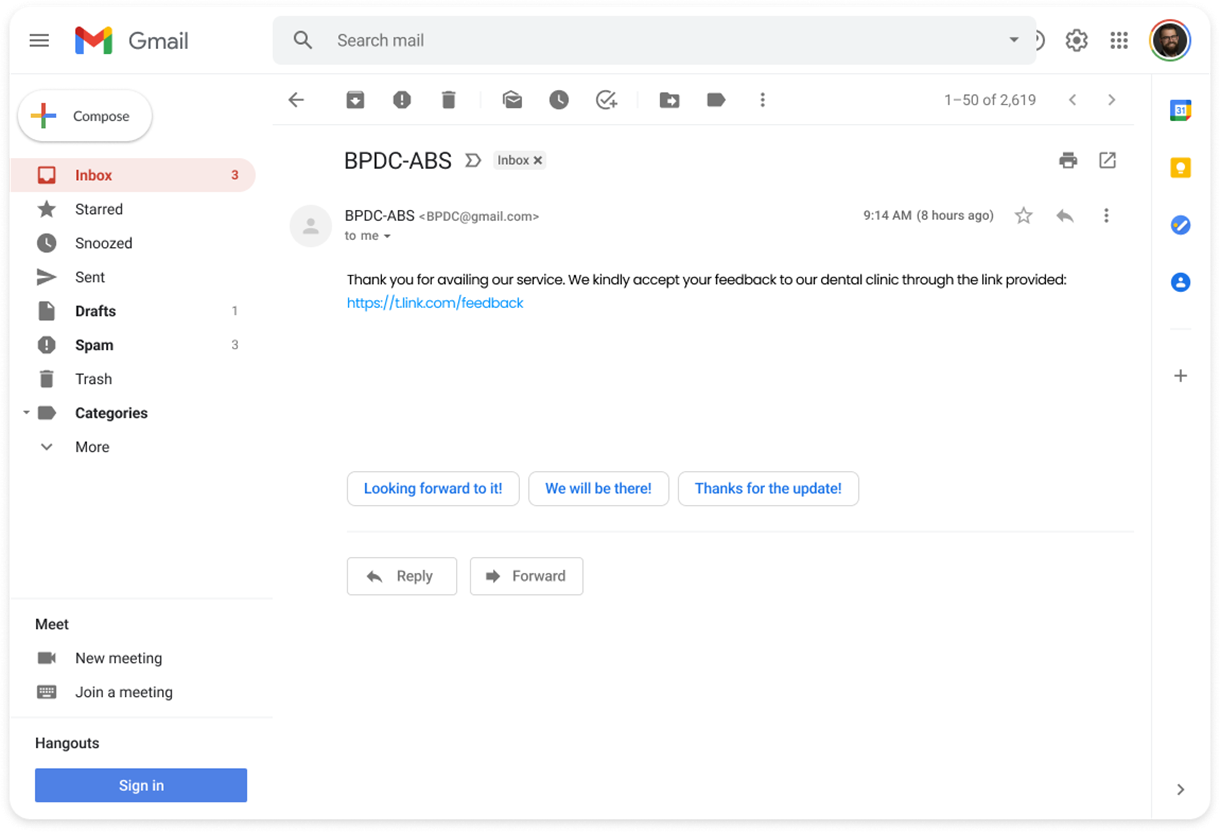 Gmail
Search mail
Compose
1–50 of 2,619
31
Inbox 3
Starred
Snoozed
Sent
Drafts 1
Spam 3
Trash
Categories
More
BPDC-ABS Inbox
BPDC-ABS <BPDC@gmail.com> 9:14 AM (8 hours ago)
to me
Thank you for availing our service. We kindly accept your feedback to our dental clinic through the link provided:
https://t.link.com/feedback
Looking forward to it! We will be there! Thanks for the update!
Reply Forward
Meet
New meeting
Join a meeting
Hangouts
Sign in